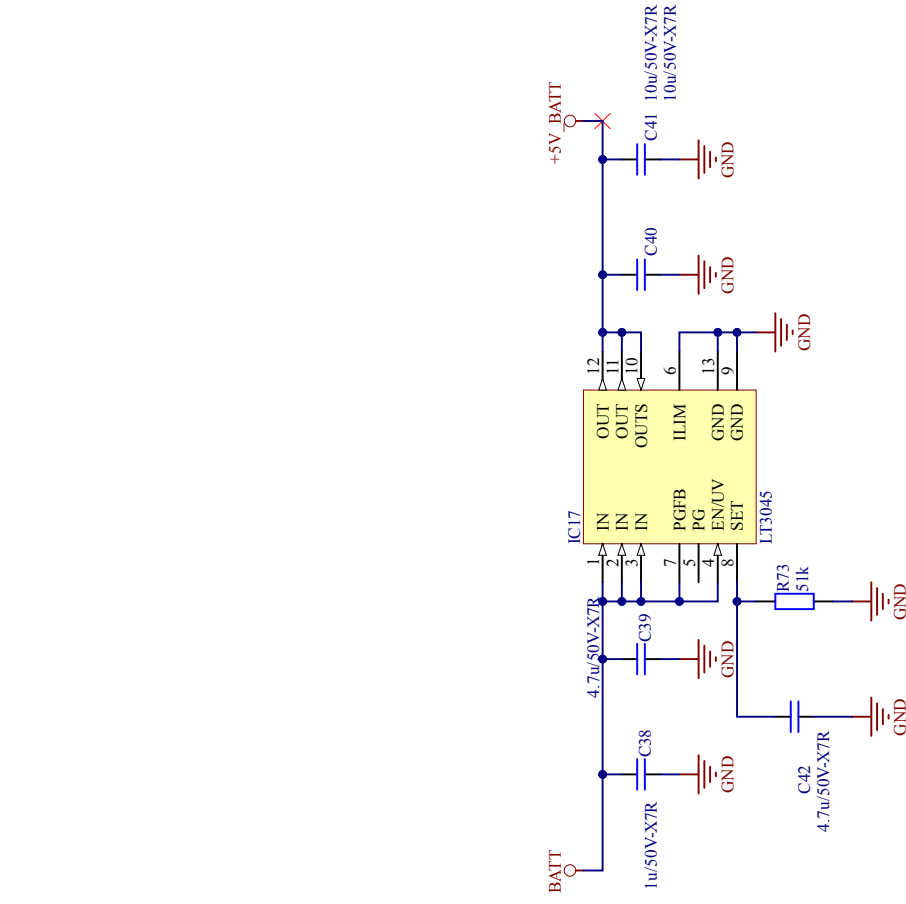 10u/50V-X7R
10u/50V-X7R
+5V_BATT
C41
GND
C40
GND
GND
12
11
10
6
13
9
OUT
OUT
OUTS
ILIM
GND
GND
IC17
IN
IN
IN
PGFB
PG
EN/UV
SET
LT3045
1
2
3
7
5
4
8
R73
51k
GND
4.7u/50V-X7R
C39
GND
GND
C42
4.7u/50V-X7R
C38
GND
1u/50V-X7R
BATT